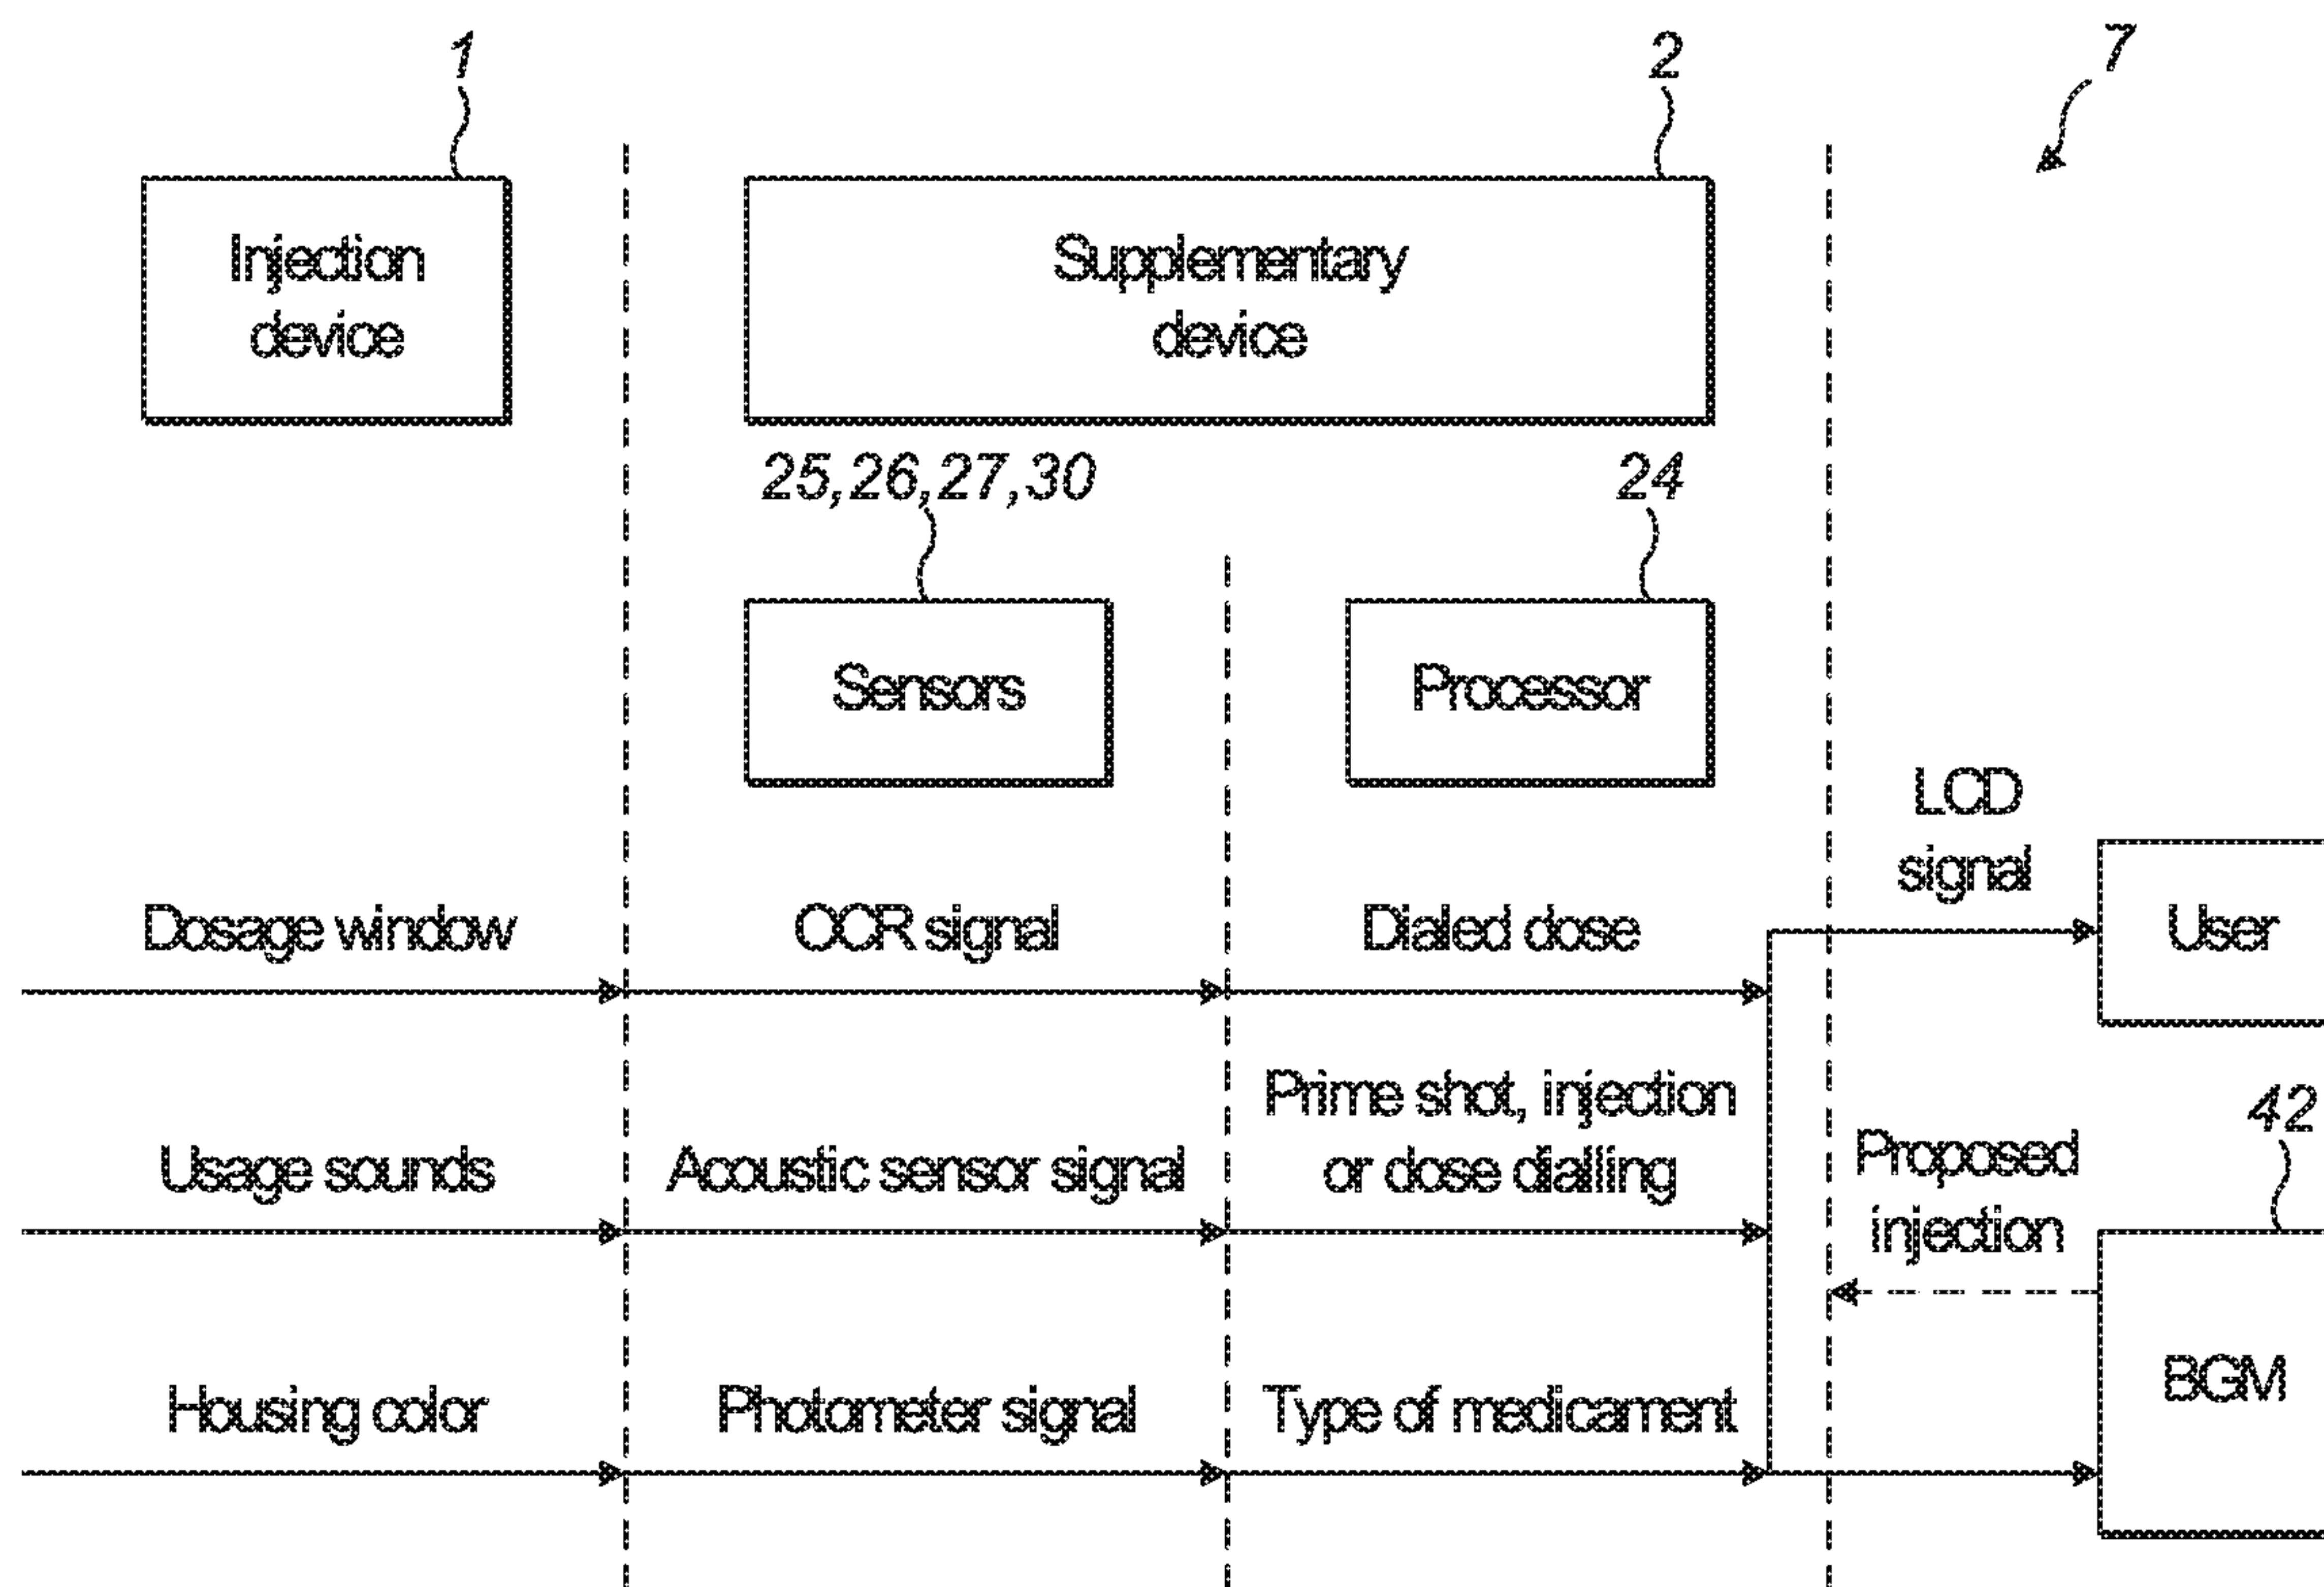 1
2
7
Injection
device
Supplementary
device
25,26,27,30
24
Sensors
Processor
LCD
signal
Dosage window
OCR signal
Dialed dose
User
Prime shot, injection
or dose dialling
42
Usage sounds
Acoustic sensor signal
Proposed
injection
Housing color
Photometer signal
Type of medicament
BGM